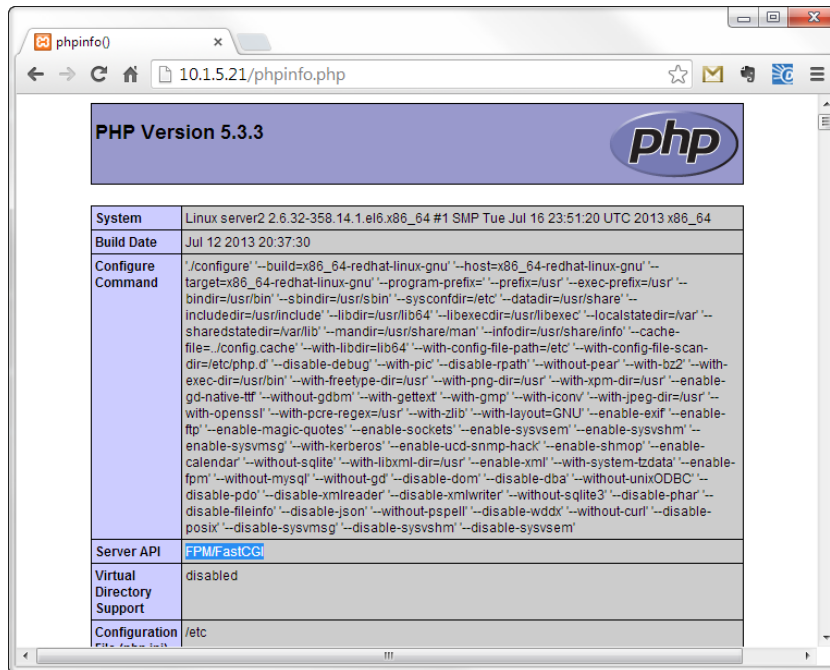 phpinfo()
10.1.5.21/phpinfo.php
PHP Version 5.3.3
php
System Linux server2 2.6.32-358.14.1.el6.x86_64 #1 SMP Tue Jul 16 23:51:20 UTC 2013 x86_64
Build Date Jul 12 2013 20:37:30
Configure Command './configure' '--build=x86_64-redhat-linux-gnu' '--host=x86_64-redhat-linux-gnu' '--
target=x86_64-redhat-linux-gnu' '--program-prefix=' '--prefix=/usr' '--exec-prefix=/usr' '--
bindir=/usr/bin' '--sbindir=/usr/sbin' '--sysconfdir=/etc' '--datadir=/usr/share' '--
includedir=/usr/include' '--libdir=/usr/lib64' '--libexecdir=/usr/libexec' '--localstatedir=/var' '--
sharedstatedir=/var/lib' '--mandir=/usr/share/man' '--infodir=/usr/share/info' '--cache-
file=../config.cache' '--with-libdir=lib64' '--with-config-file-path=/etc' '--with-config-file-scan-
dir=/etc/php.d' '--disable-debug' '--with-pic' '--disable-rpath' '--without-pear' '--with-bz2' '--with-
exec-dir=/usr/bin' '--with-freetype-dir=/usr' '--with-png-dir=/usr' '--with-xpm-dir=/usr' '--enable-
gd-native-ttf' '--without-gdbm' '--with-gettext' '--with-gmp' '--with-iconv' '--with-jpeg-dir=/usr' '--
with-openssl' '--with-pcre-regex=/usr' '--with-zlib' '--with-layout=GNU' '--enable-exif' '--enable-
ftp' '--enable-magic-quotes' '--enable-sockets' '--enable-sysvsem' '--enable-sysvshm' '--
enable-sysvmsg' '--with-kerberos' '--enable-ucd-snmp-hack' '--enable-shmop' '--enable-
calendar' '--without-sqlite' '--with-libxml-dir=/usr' '--enable-xml' '--with-system-tzdata' '--enable-
fpm' '--without-mysql' '--without-gd' '--disable-dom' '--disable-dba' '--without-unixODBC' '--
disable-pdo' '--disable-xmlreader' '--disable-xmlwriter' '--without-sqlite3' '--disable-phar' '--
disable-fileinfo' '--disable-json' '--without-pspell' '--disable-wddx' '--without-curl' '--disable-
posix' '--disable-sysvmsg' '--disable-sysvshm' '--disable-sysvsem'
Server API FPM/FastCGI
Virtual Directory Support disabled
Configuration /etc
File (php.ini)